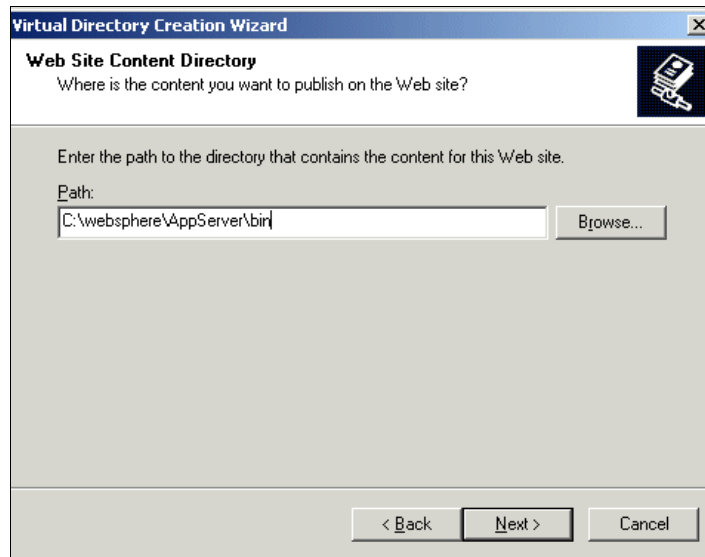 Virtual Directory Creation Wizard
Web Site Content Directory
Where is the content you want to publish on the Web site?
Enter the path to the directory that contains the content for this Web site.
Path:
C:\websphere\AppServer\bin
Browse...
< Back
Next >
Cancel